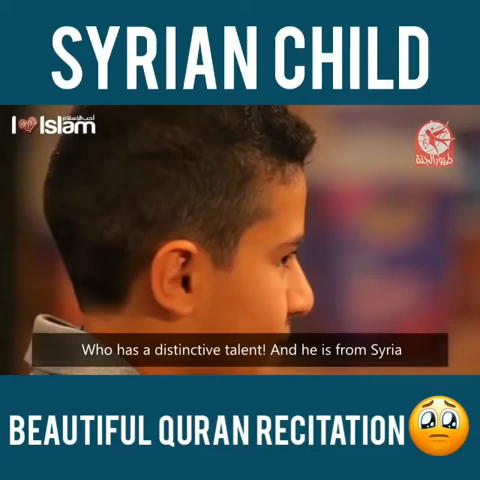 SYRIAN CHILD
أحب الإسلام
I Islam
طيور الجنة
Who has a distinctive talent! And he is from Syria
BEAUTIFUL QURAN RECITATION